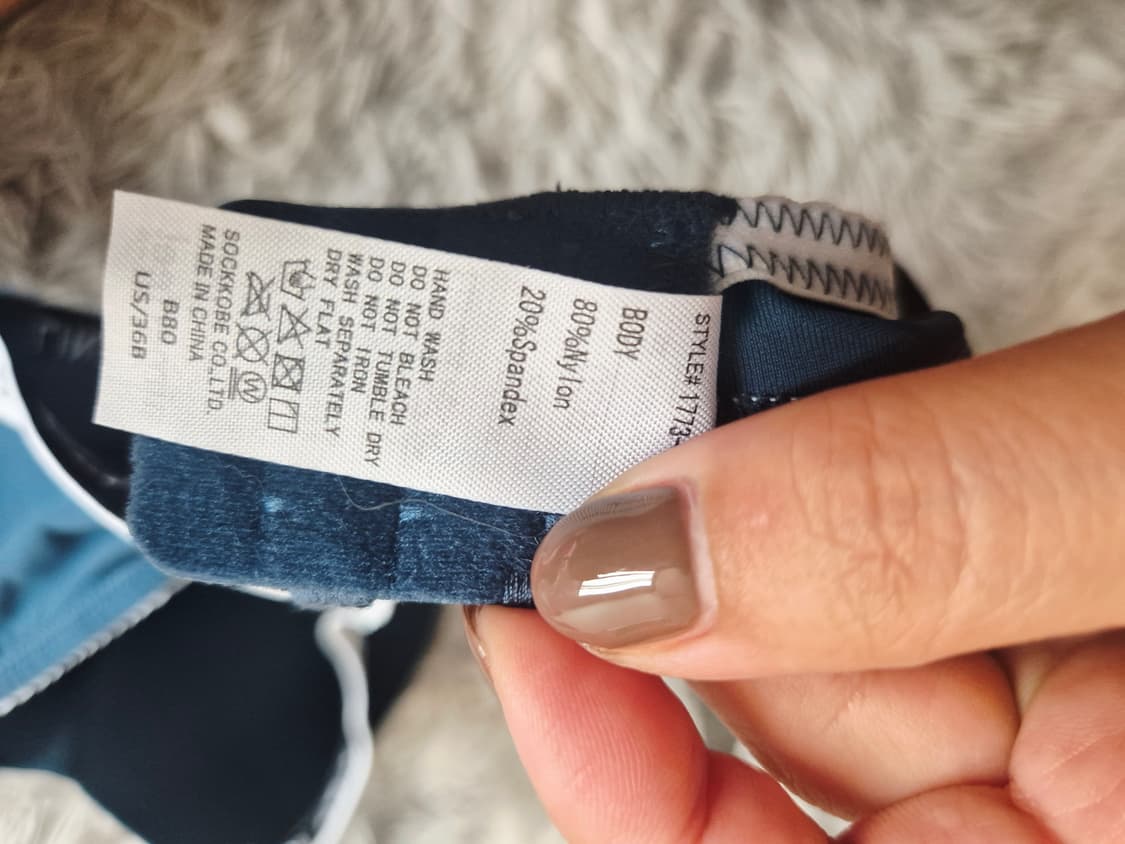 STYLE# 1773
BODY
80%Nylon
20%Spandex
HAND WASH
DO NOT BLEACH
DO NOT TUMBLE DRY
DO NOT IRON
WASH SEPARATELY
DRY FLAT
W
SOCKKOBE CO.,LTD.
MADE IN CHINA
B80
US/36B